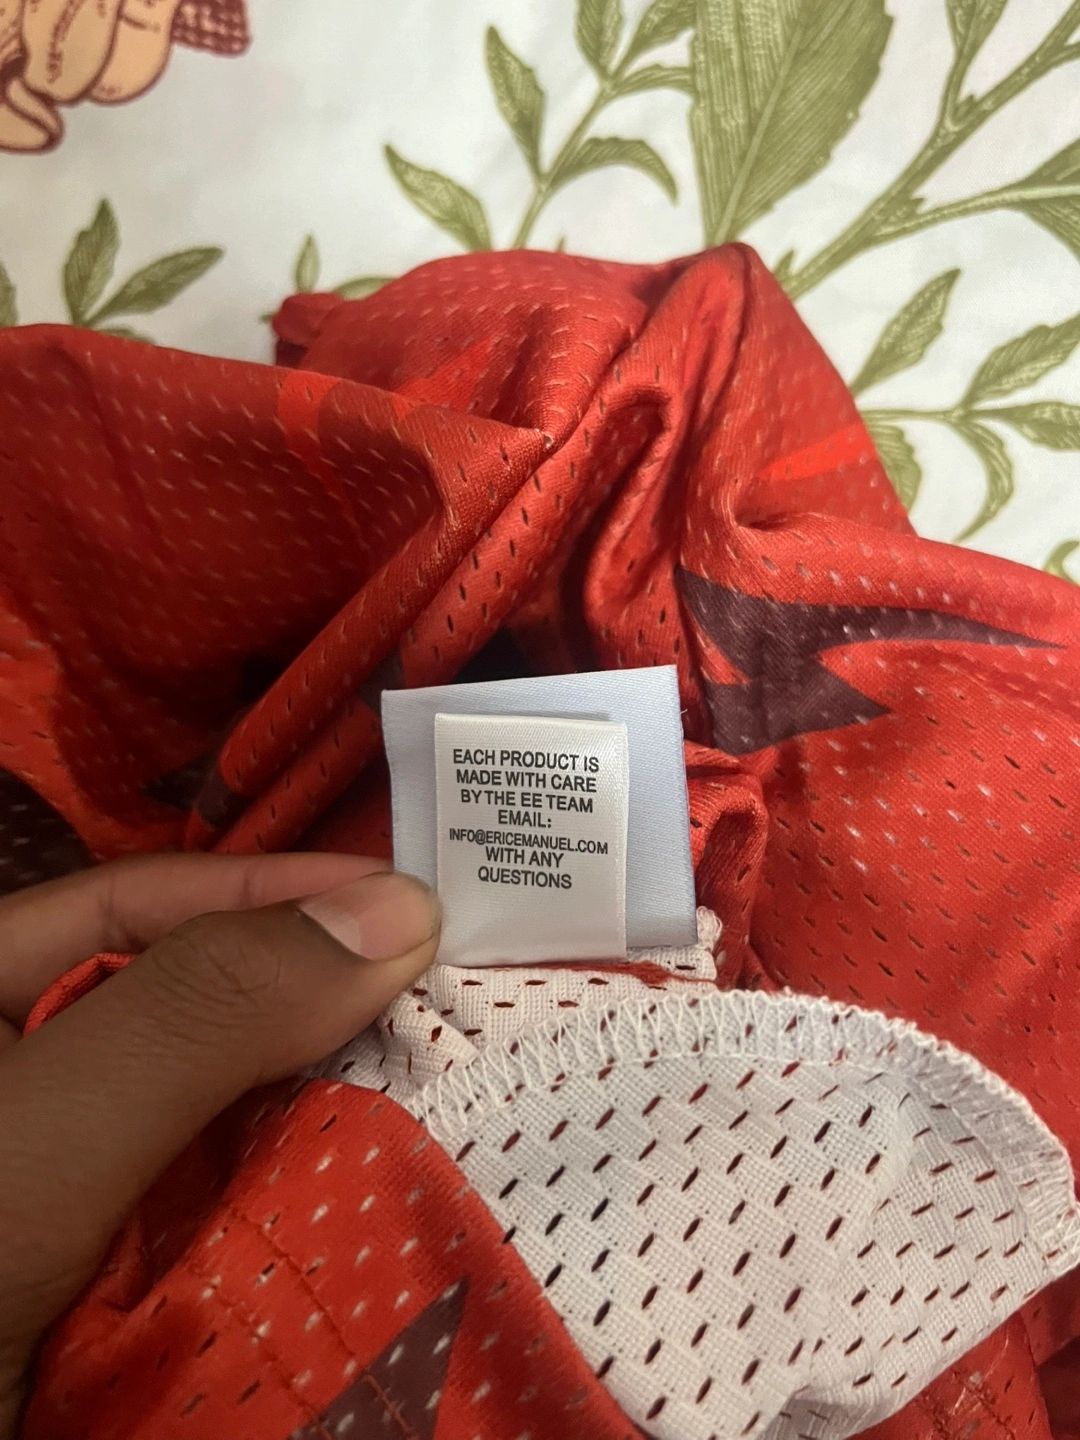 EACH PRODUCT IS
MADE WITH CARE
BY THE EE TEAM
EMAIL:
INFO@ERICEMANUEL.COM
WITH ANY
QUESTIONS